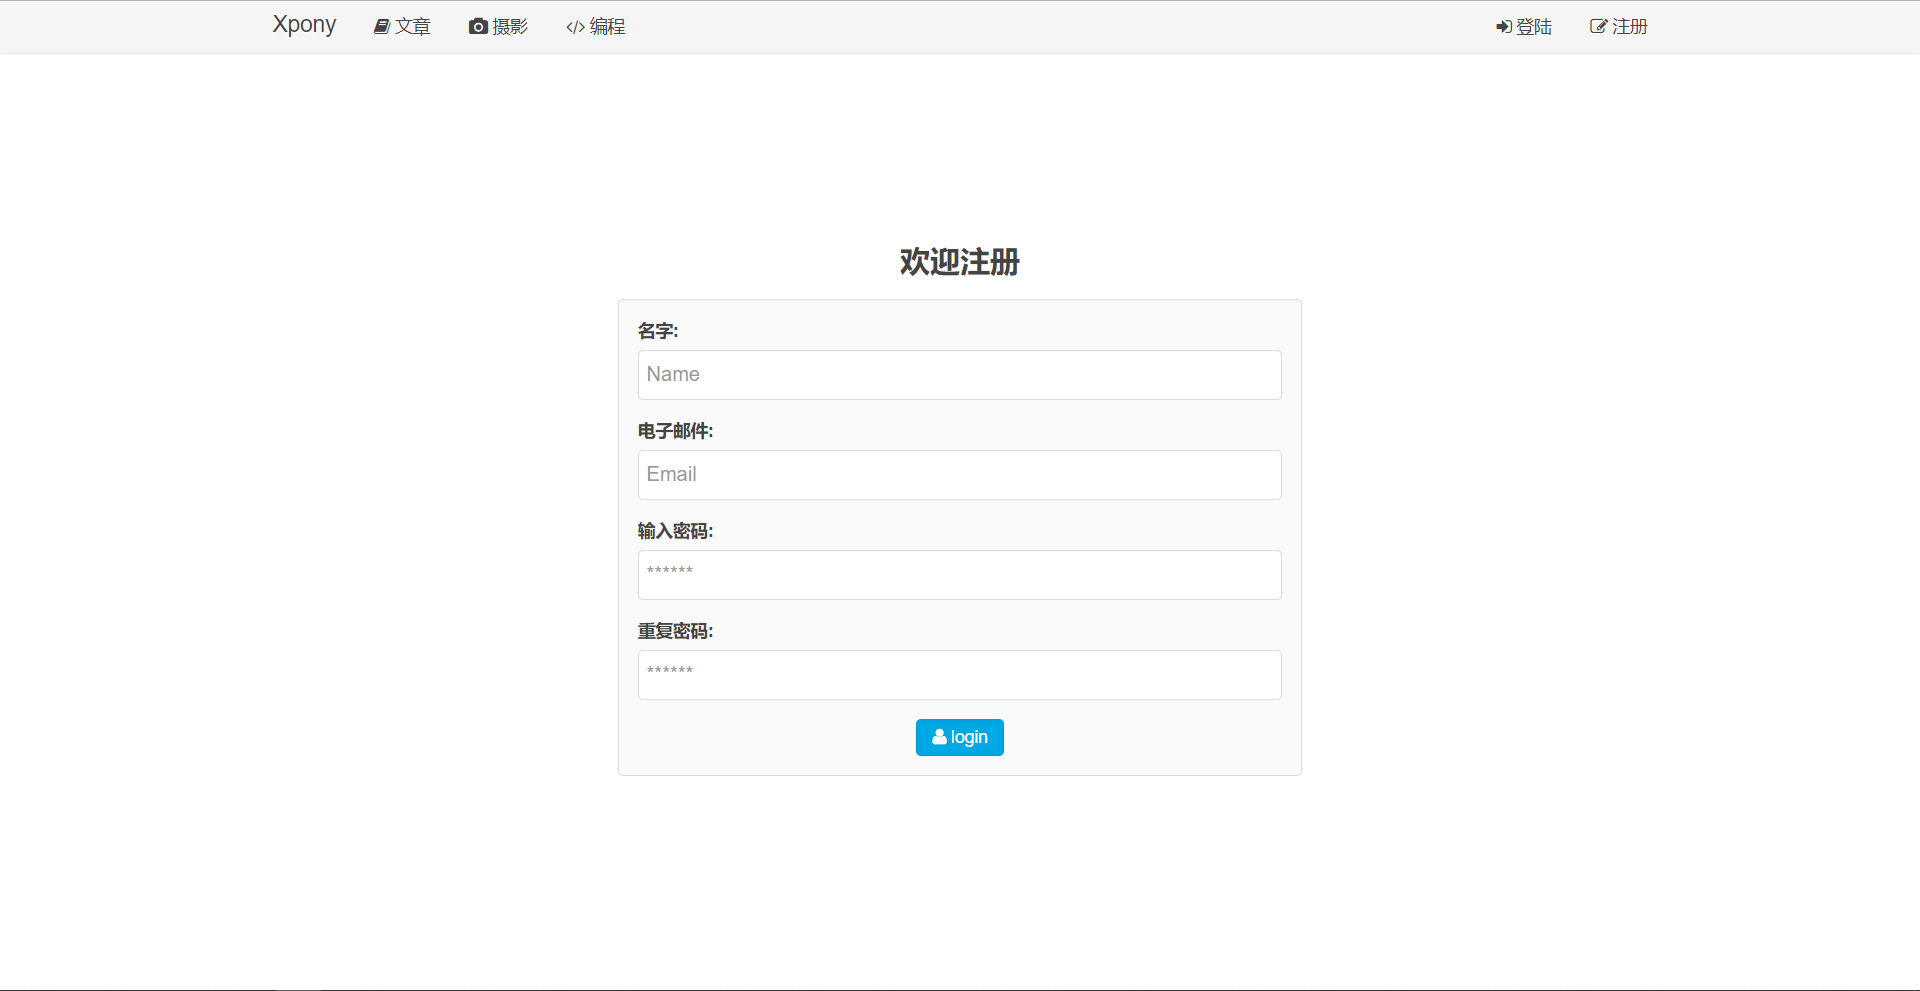 Xpony 文章 摄影 编程 登陆 注册
欢迎注册
名字:
Name
电子邮件:
Email
输入密码:
******
重复密码:
******
login